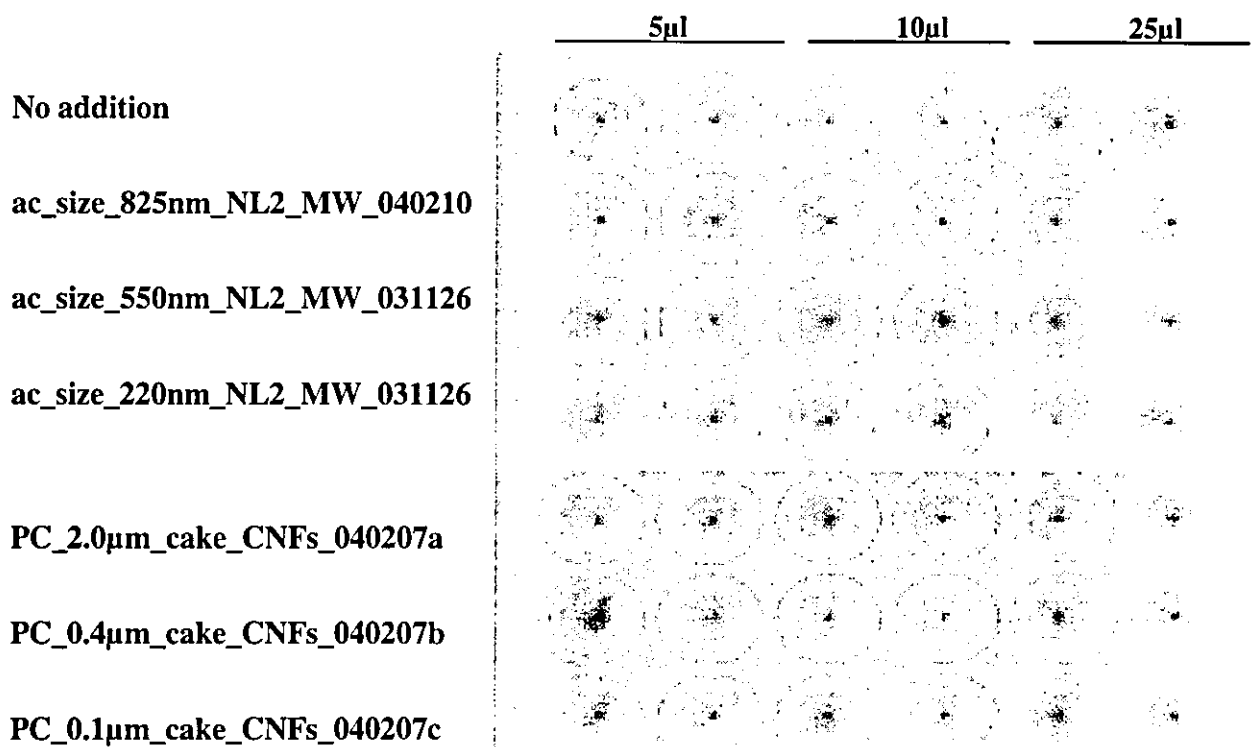 5µl 10µl 25µl
No addition
ac_size_825nm_NL2_MW_040210
ac_size_550nm_NL2_MW_031126
ac_size_220nm_NL2_MW_031126
PC_2.0µm_cake_CNFs_040207a
PC_0.4µm_cake_CNFs_040207b
PC_0.1µm_cake_CNFs_040207c